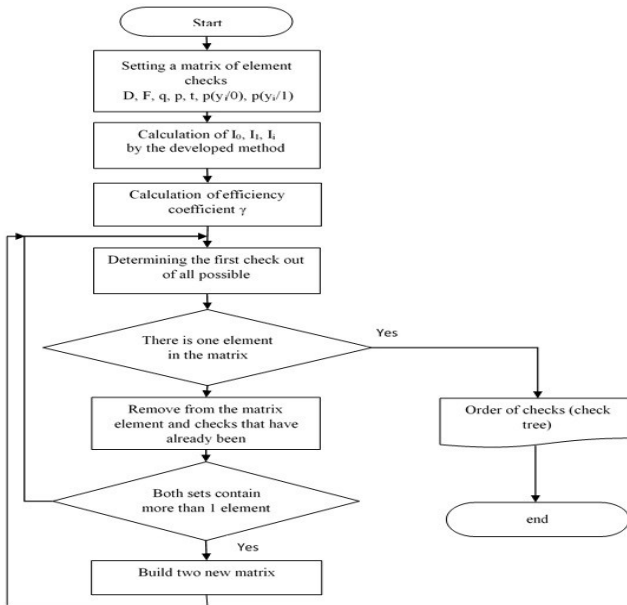 Start
Setting a matrix of element
checks
D, F, q, p, t, p(yᵢ/0), p(yᵢ/1)
Calculation of I₀, I₁, Iᵢ
by the developed method
Calculation of efficiency
coefficient γ
Determining the first check out
of all possible
There is one element
in the matrix
Yes
Order of checks (check
tree)
end
Remove from the matrix
element and checks that have
already been
Both sets contain
more than 1 element
Yes
Build two new matrix